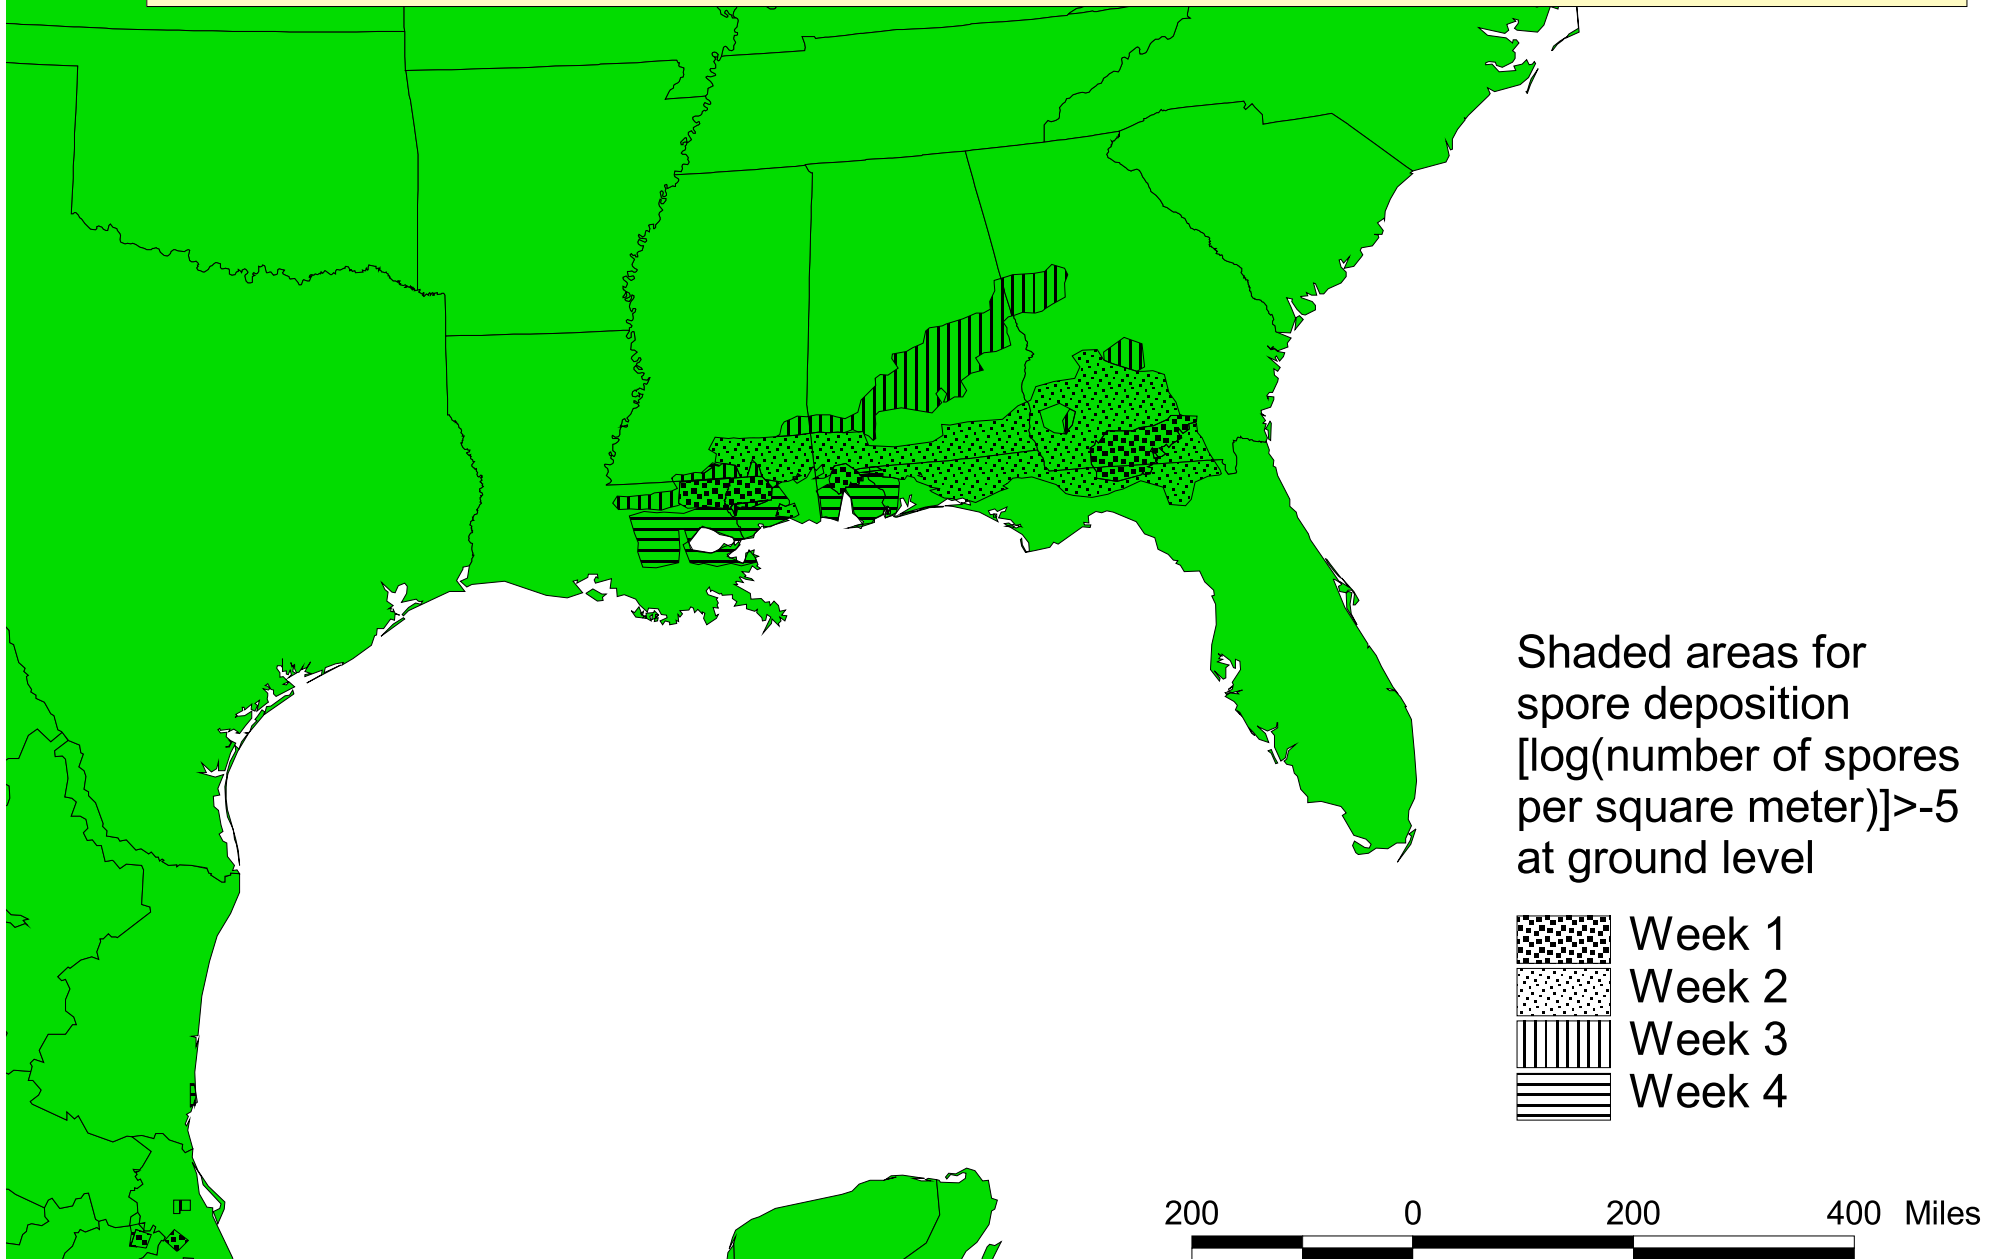 Shaded areas for
spore deposition
[log(number of spores
per square meter)]>-5
at ground level
Week 1
Week 2
Week 3
Week 4
200 0 200 400 Miles